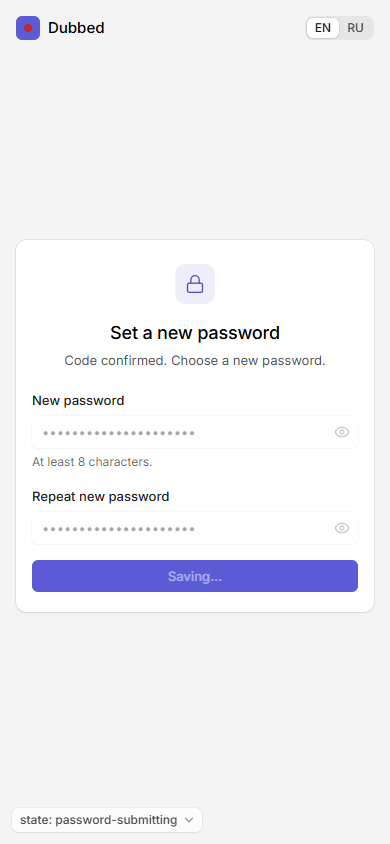 Dubbed
EN RU
Set a new password
Code confirmed. Choose a new password.
New password
•••••••••••••••••••••
At least 8 characters.
Repeat new password
•••••••••••••••••••••
Saving...
state: password-submitting